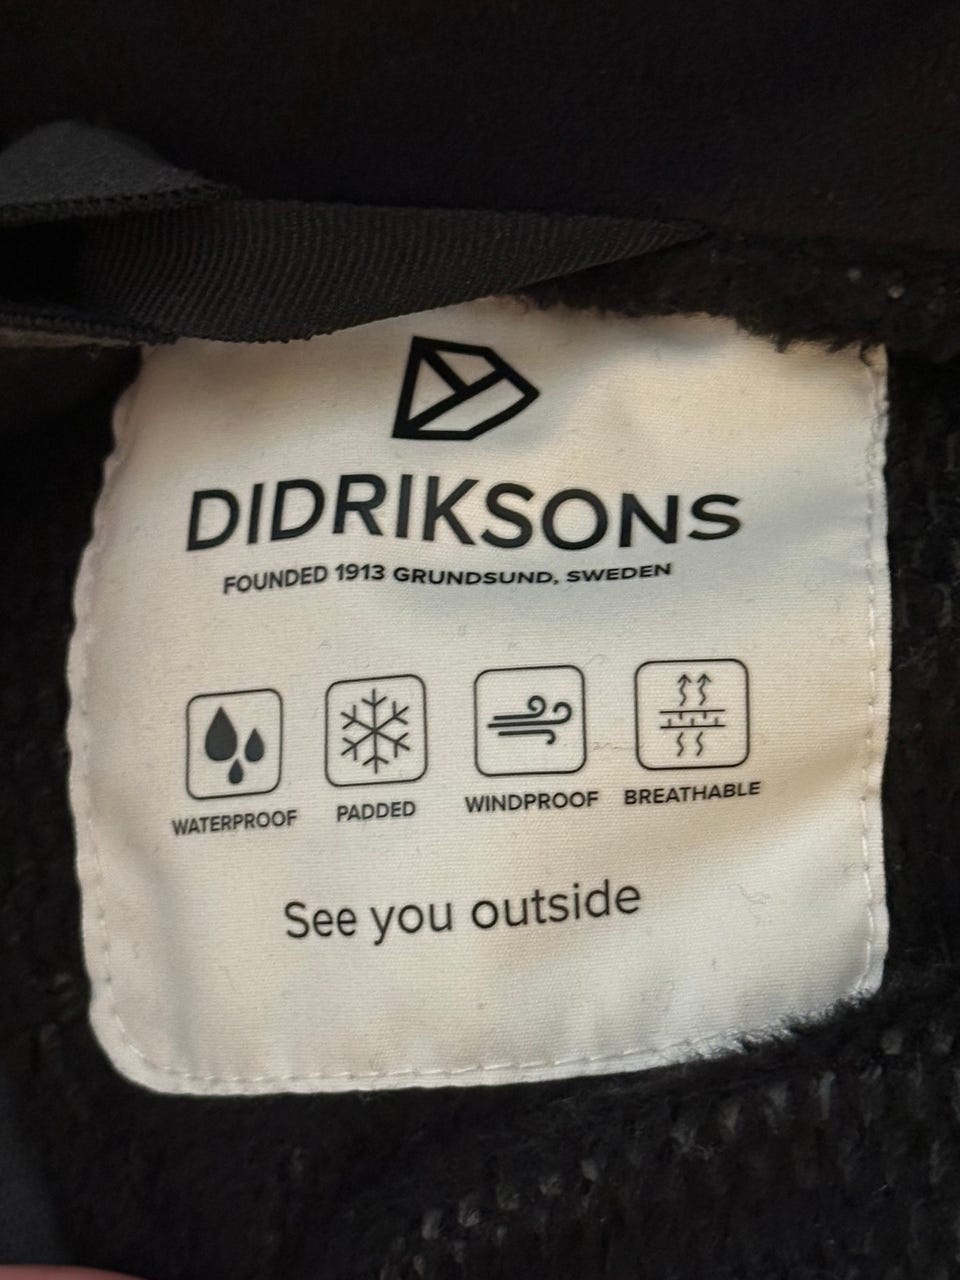 DIDRIKSONS
FOUNDED 1913 GRUNDSUND, SWEDEN
WATERPROOF PADDED WINDPROOF BREATHABLE
See you outside